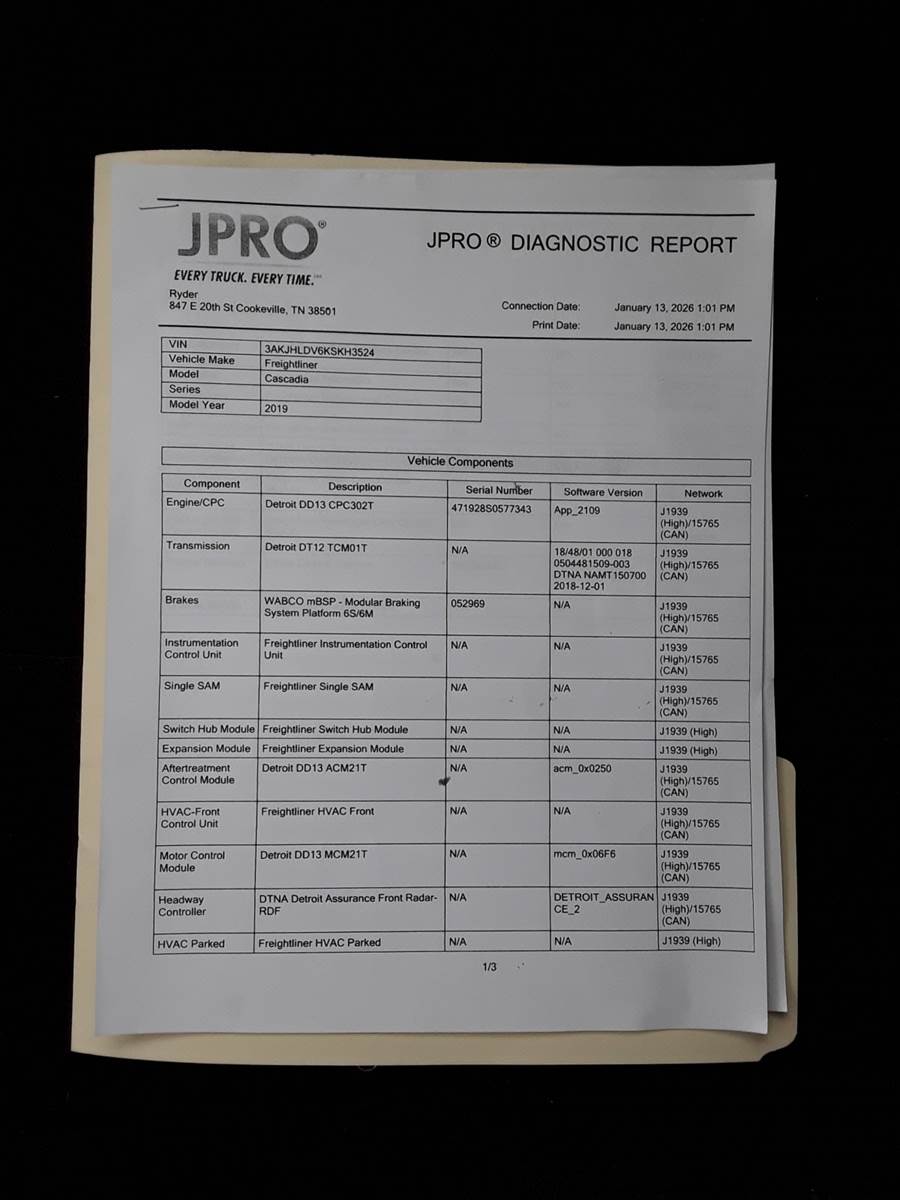 JPRO®
EVERY TRUCK. EVERY TIME.
JPRO® DIAGNOSTIC REPORT
Ryder
847 E 20th St Cookeville, TN 38501
Connection Date: January 13, 2026 1:01 PM
Print Date: January 13, 2026 1:01 PM
VIN 3AKJHLDV6KSKH3524
Vehicle Make Freightliner
Model Cascadia
Series
Model Year 2019
Vehicle Components
Component Description Serial Number Software Version Network
Engine/CPC Detroit DD13 CPC302T 471928S0577343 App_2109 J1939
(High)/15765
(CAN)
Transmission Detroit DT12 TCM01T N/A 18/48/01 000 018 J1939
0504481509-003 (High)/15765
DTNA NAMT150700 (CAN)
2018-12-01
Brakes WABCO mBSP - Modular Braking 052969 N/A J1939
System Platform 6S/6M (High)/15765
(CAN)
Instrumentation Freightliner Instrumentation Control N/A N/A J1939
Control Unit Unit (High)/15765
(CAN)
Single SAM Freightliner Single SAM N/A N/A J1939
(High)/15765
(CAN)
Switch Hub Module Freightliner Switch Hub Module N/A N/A J1939 (High)
Expansion Module Freightliner Expansion Module N/A N/A J1939 (High)
Aftertreatment Detroit DD13 ACM21T N/A acm_0x0250 J1939
Control Module (High)/15765
(CAN)
HVAC-Front Freightliner HVAC Front N/A N/A J1939
Control Unit (High)/15765
(CAN)
Motor Control Detroit DD13 MCM21T N/A mcm_0x06F6 J1939
Module (High)/15765
(CAN)
Headway DTNA Detroit Assurance Front Radar- N/A DETROIT_ASSURAN J1939
Controller RDF CE_2 (High)/15765
(CAN)
HVAC Parked Freightliner HVAC Parked N/A N/A J1939 (High)
1/3